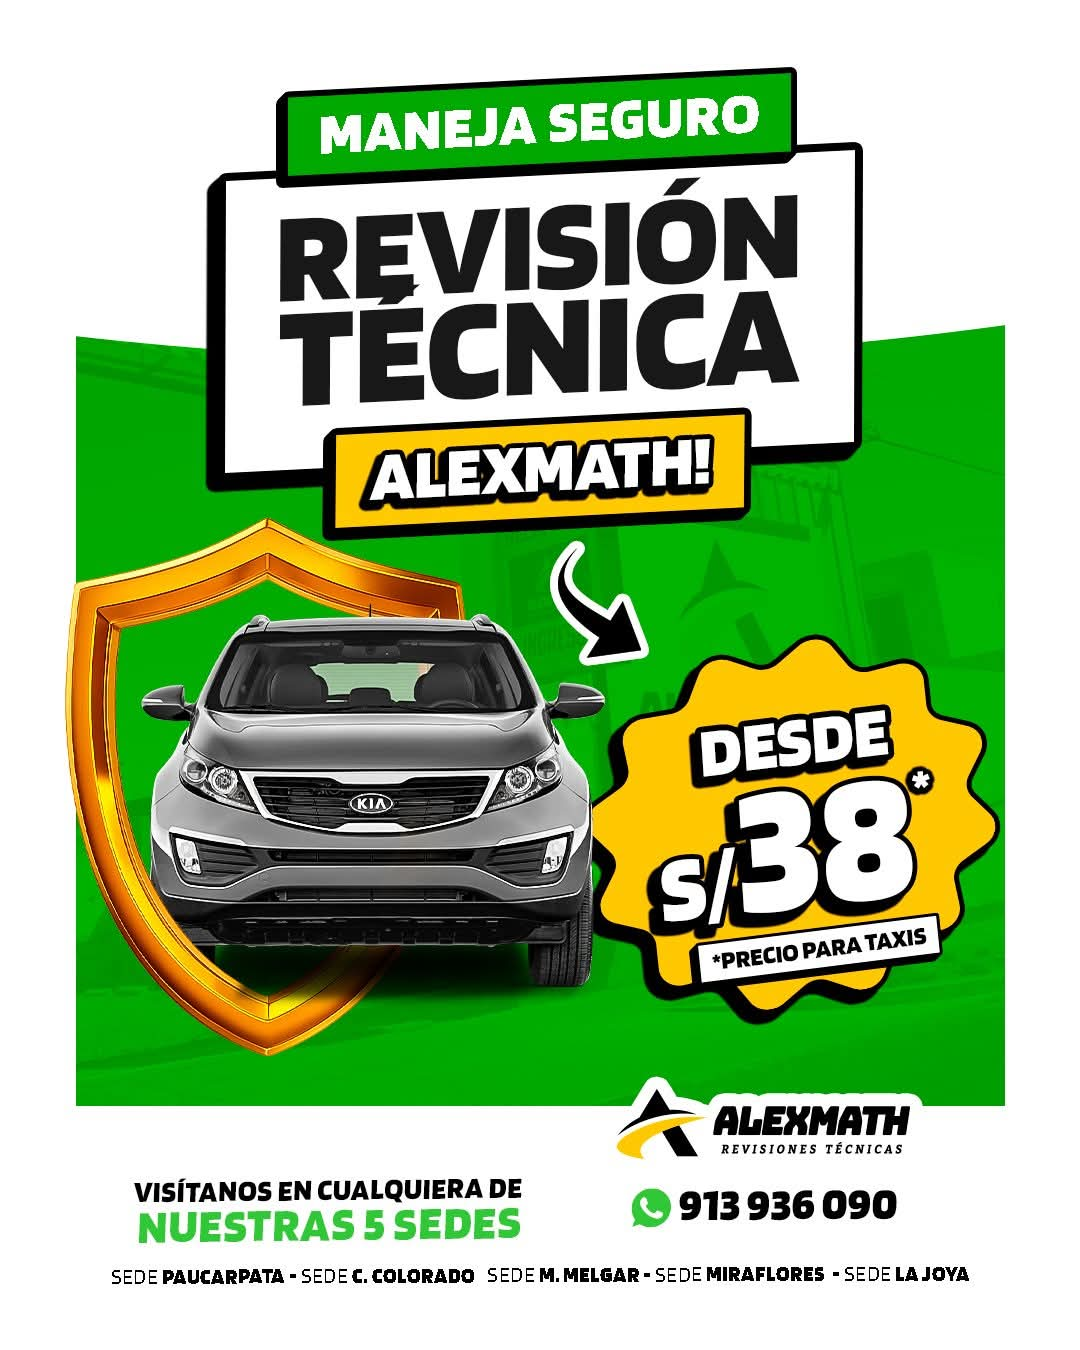 MANEJA SEGURO
REVISIÓN
TÉCNICA
ALEXMATH!
KIA
DESDE
S/38*
*PRECIO PARA TAXIS
ALEXMATH
REVISIONES TÉCNICAS
VISÍTANOS EN CUALQUIERA DE
NUESTRAS 5 SEDES
913 936 090
SEDE PAUCARPATA - SEDE C. COLORADO SEDE M. MELGAR - SEDE MIRAFLORES - SEDE LA JOYA